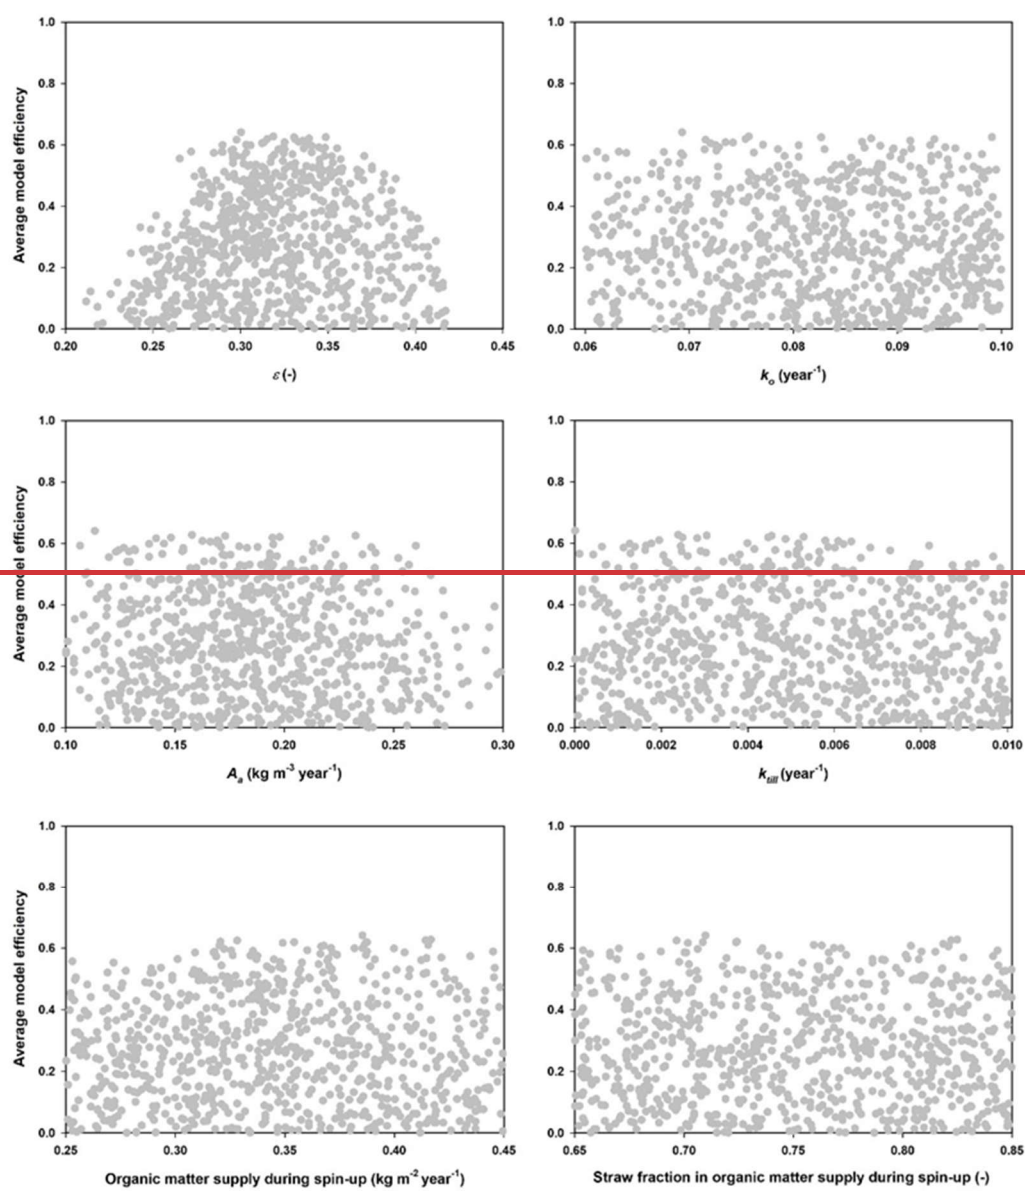 1.0 1.0
0.8 0.8
0.6 0.6
0.4 0.4
0.2 0.2
0.0 0.0
Average model efficiency
0.20 0.25 0.30 0.35 0.40 0.45
ε (-)
0.06 0.07 0.08 0.09 0.10
kₒ (year⁻¹)
1.0 1.0
0.8 0.8
0.6 0.6
0.4 0.4
0.2 0.2
0.0 0.0
Average model efficiency
0.10 0.15 0.20 0.25 0.30
Aₐ (kg m⁻³ year⁻¹)
0.000 0.002 0.004 0.006 0.008 0.010
k_till (year⁻¹)
1.0 1.0
0.8 0.8
0.6 0.6
0.4 0.4
0.2 0.2
0.0 0.0
Average model efficiency
0.25 0.30 0.35 0.40 0.45
Organic matter supply during spin-up (kg m⁻² year⁻¹)
0.65 0.70 0.75 0.80 0.85
Straw fraction in organic matter supply during spin-up (-)